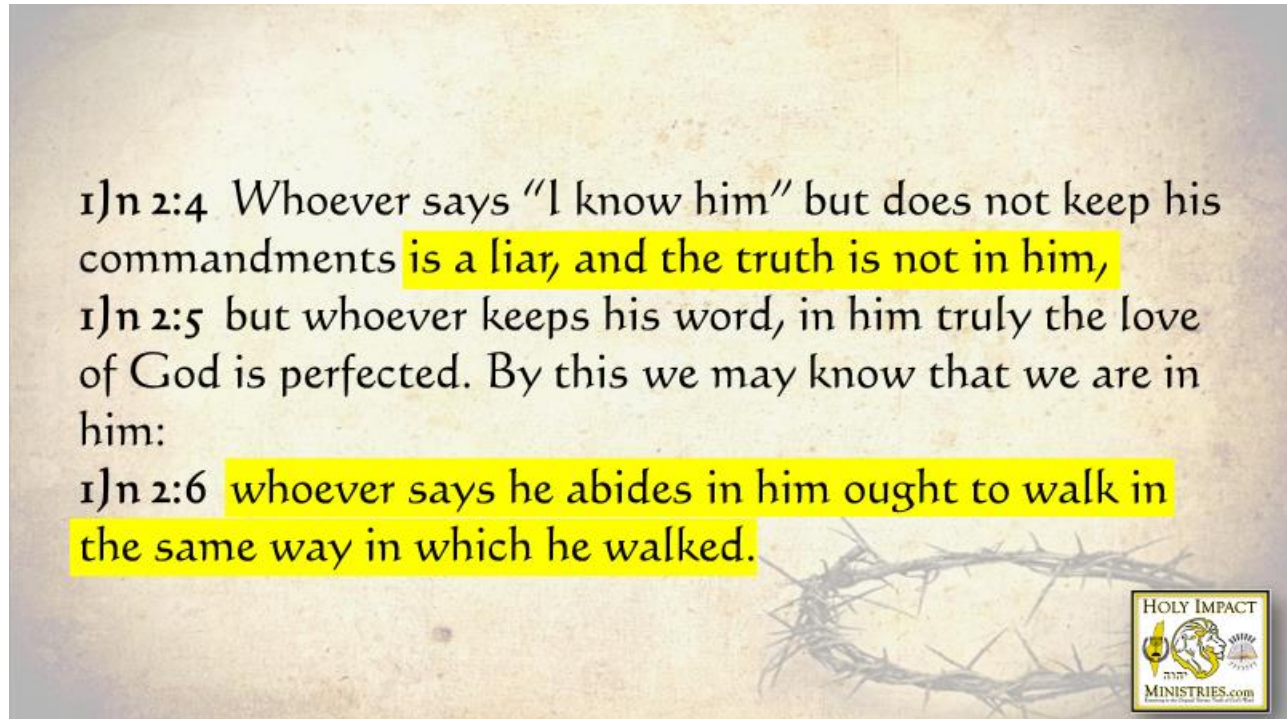 1Jn 2:4 Whoever says "I know him" but does not keep his
commandments is a liar, and the truth is not in him,
1Jn 2:5 but whoever keeps his word, in him truly the love
of God is perfected. By this we may know that we are in
him:
1Jn 2:6 whoever says he abides in him ought to walk in
the same way in which he walked.
HOLY IMPACT
יהוה
MINISTRIES.com